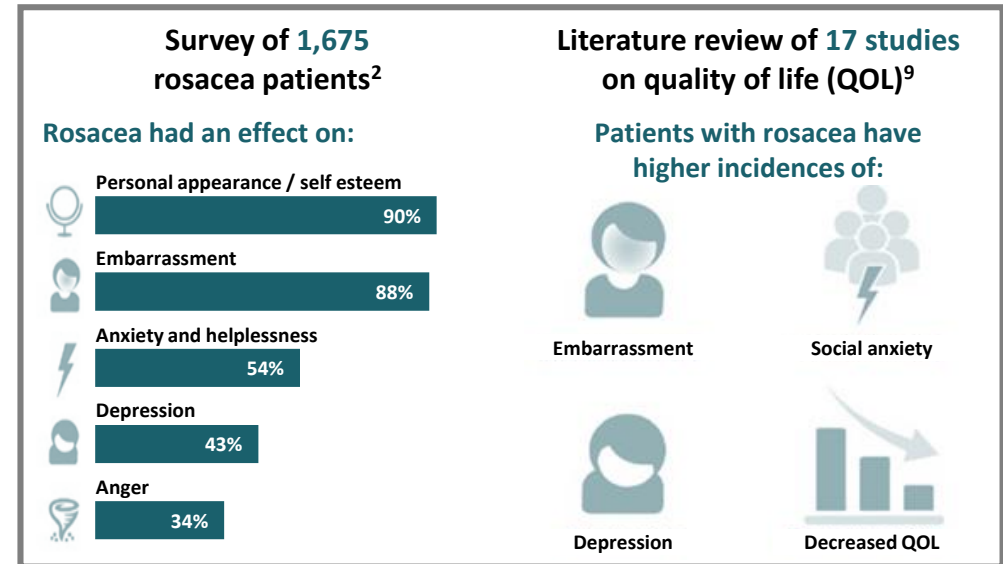 Survey of 1,675
rosacea patients2
Rosacea had an effect on:
Personal appearance / self esteem
90%
Embarrassment
88%
Anxiety and helplessness
54%
Depression
43%
Anger
34%
Literature review of 17 studies
on quality of life (QOL)9
Patients with rosacea have
higher incidences of:
Embarrassment
Social anxiety
Depression
Decreased QOL